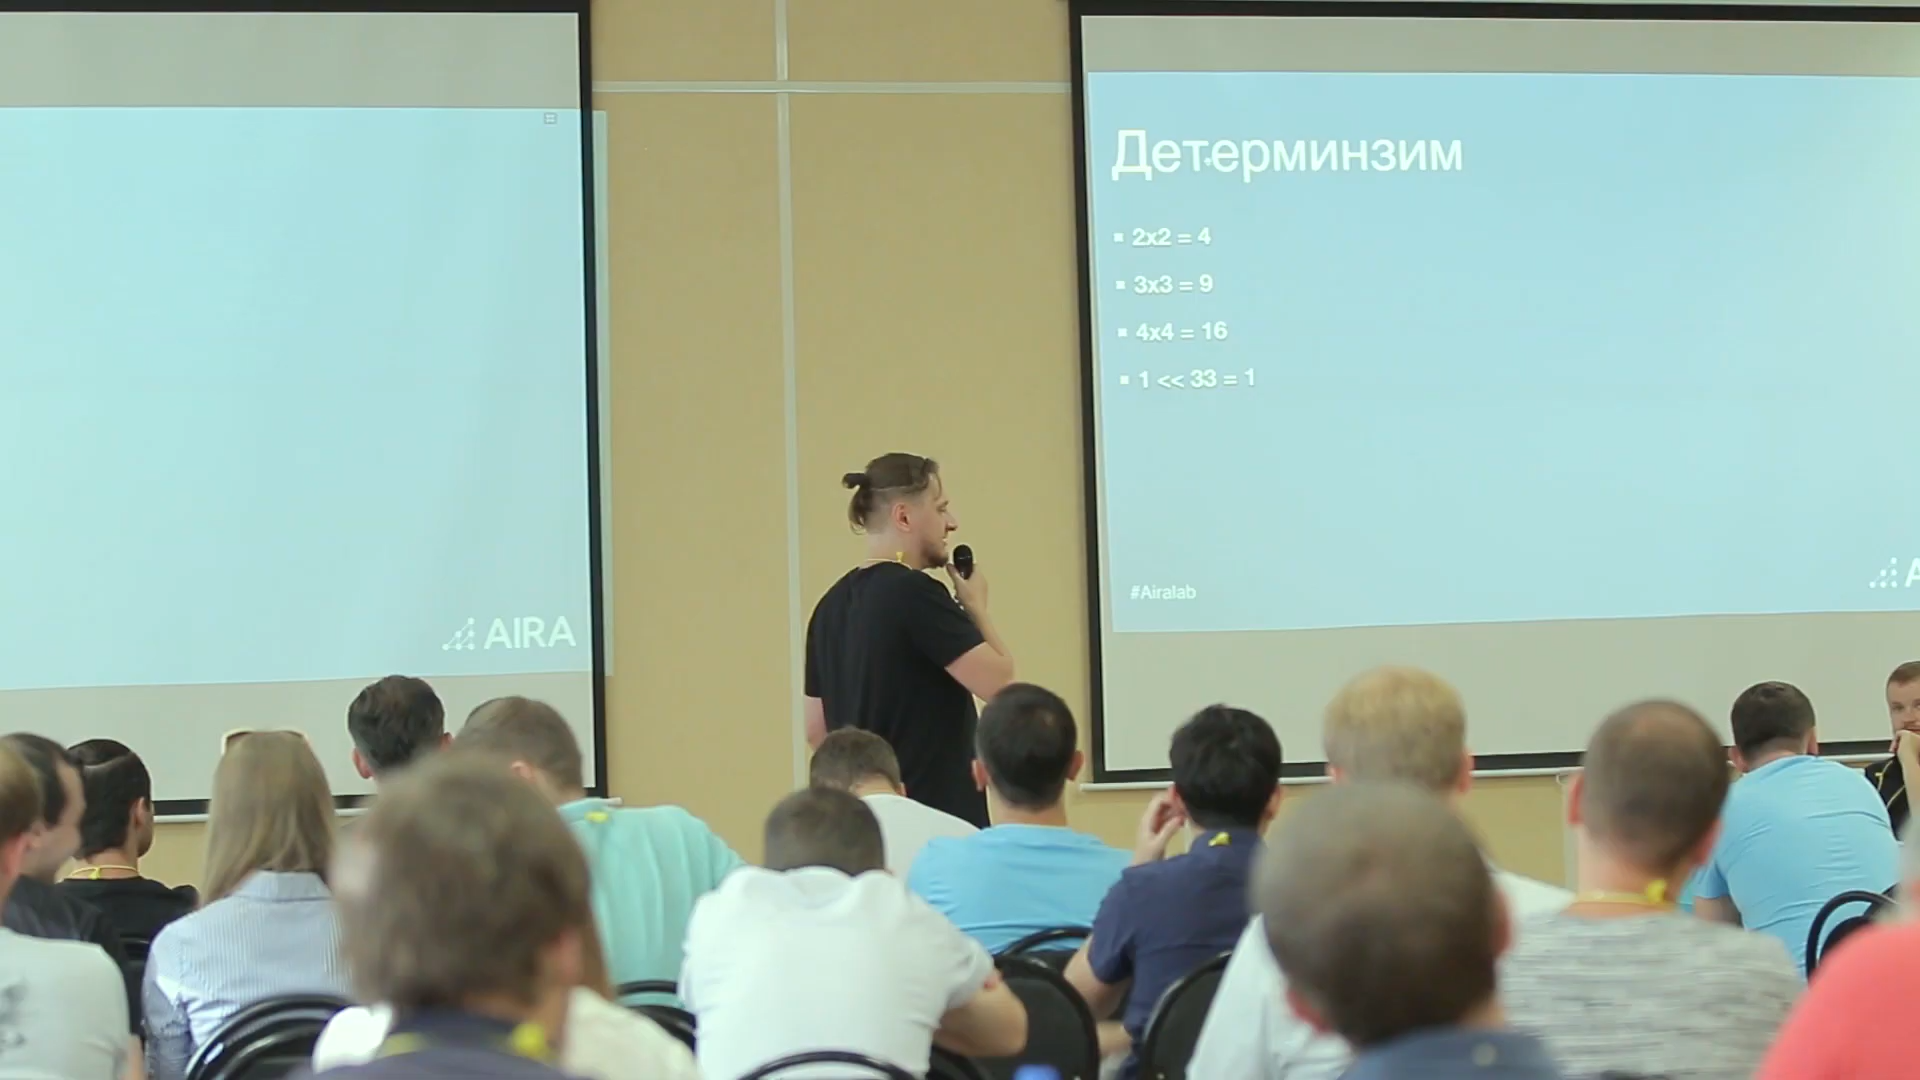 AIRA
Детерминзим
2x2 = 4
3x3 = 9
4x4 = 16
1 << 33 = 1
#Airalab